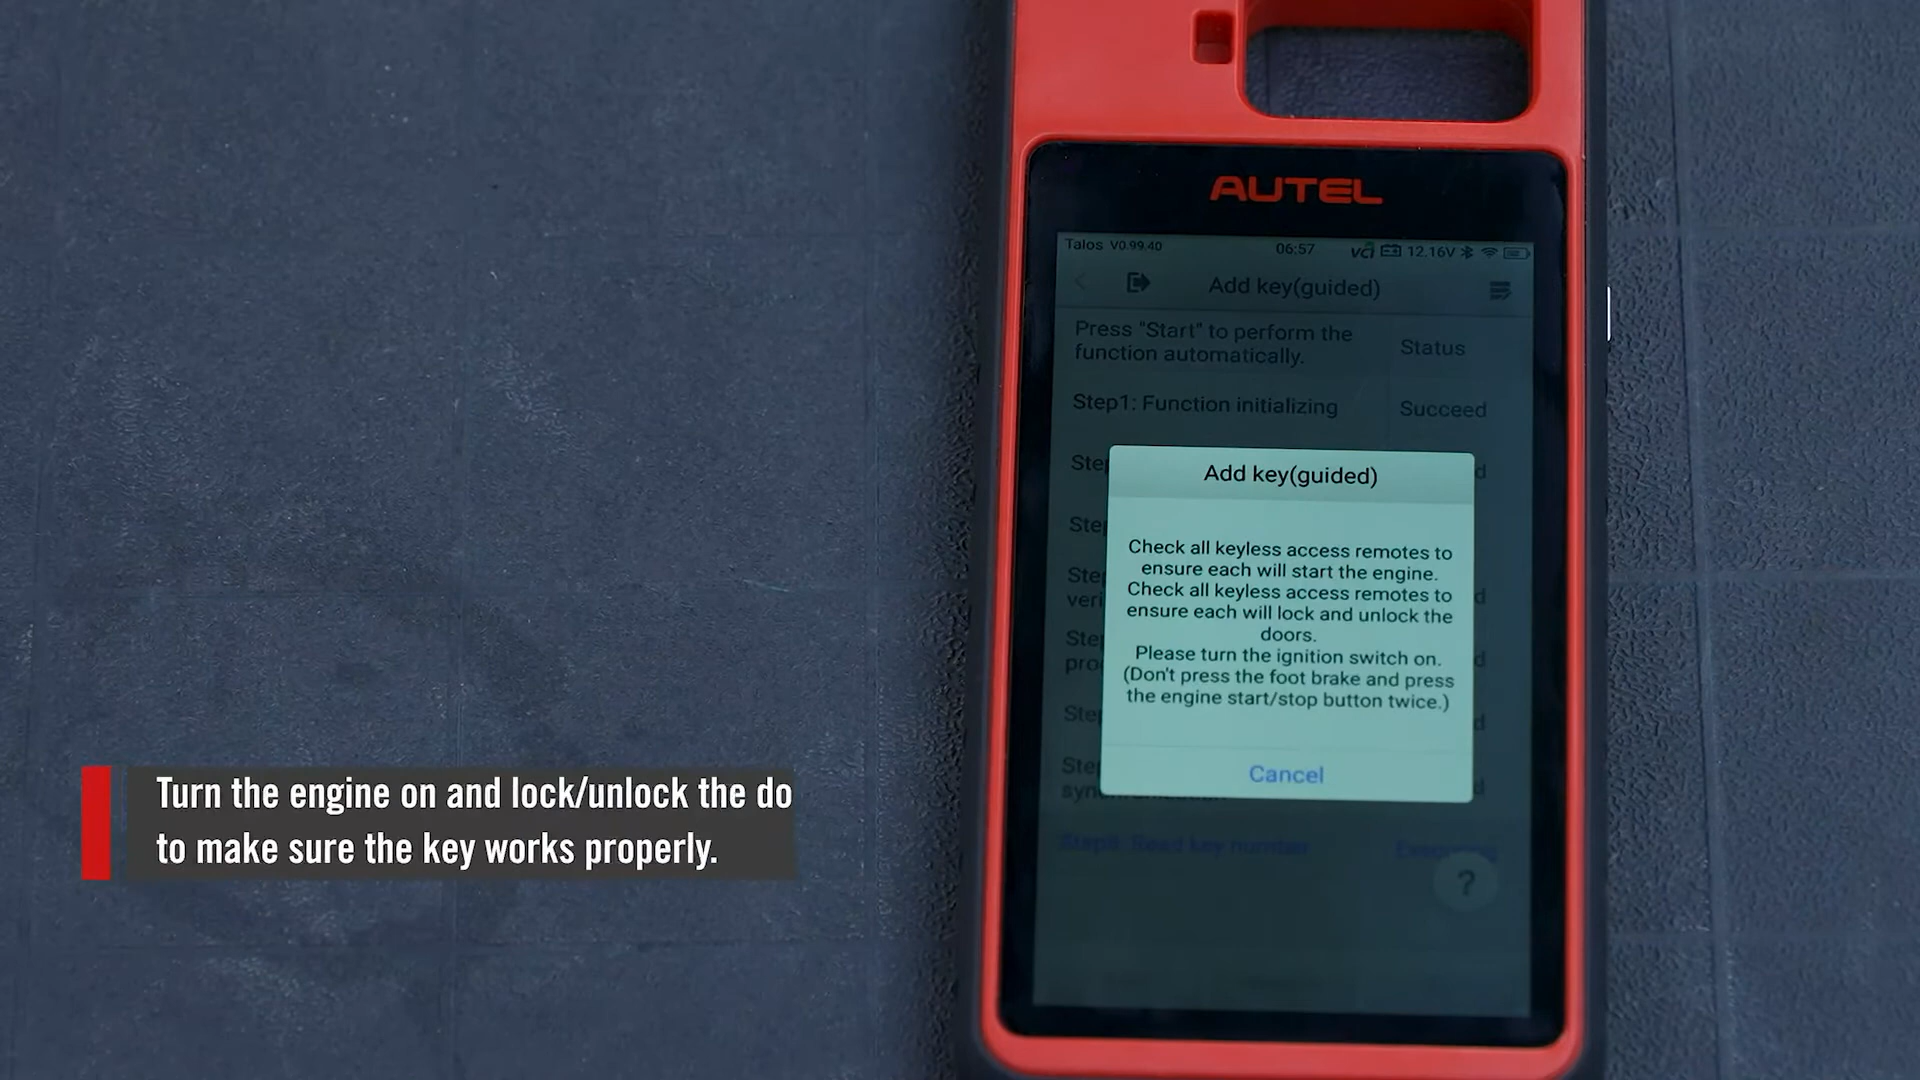 AUTEL
Talos V0.99.40 06:57 VCI 12.16V
Add key(guided)
Press "Start" to perform the
function automatically.
Status
Step1: Function initializing
Succeed
Add key(guided)
Check all keyless access remotes to
ensure each will start the engine.
Check all keyless access remotes to
ensure each will lock and unlock the
doors.
Please turn the ignition switch on.
(Don't press the foot brake and press
the engine start/stop button twice.)
Cancel
Read key number
?
Turn the engine on and lock/unlock the do
to make sure the key works properly.